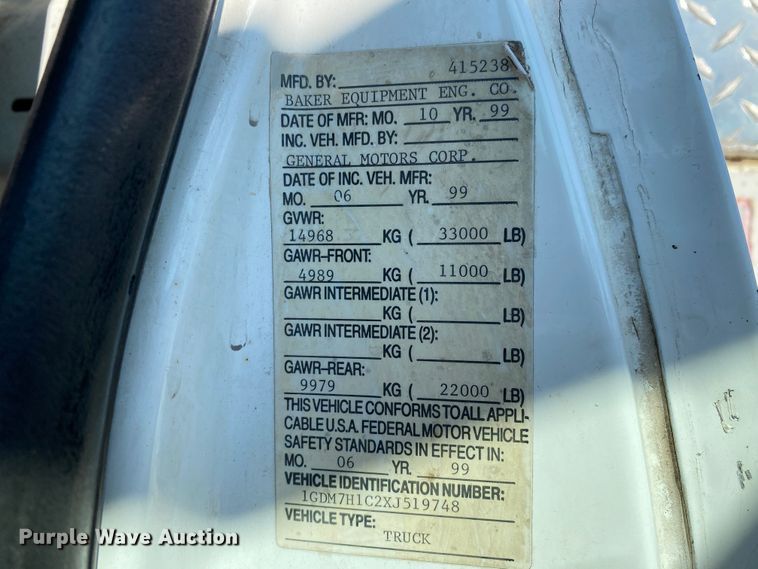 MFD. BY: 415238
BAKER EQUIPMENT ENG. CO.
DATE OF MFR: MO. 10 YR. 99
INC. VEH. MFD. BY:
GENERAL MOTORS CORP.
DATE OF INC. VEH. MFR:
MO. 06 YR. 99
GVWR:
14968 KG ( 33000 LB)
GAWR-FRONT:
4989 KG ( 11000 LB)
GAWR INTERMEDIATE (1):
KG ( LB)
GAWR INTERMEDIATE (2):
KG ( LB)
GAWR-REAR:
9979 KG ( 22000 LB)
THIS VEHICLE CONFORMS TO ALL APPLI-
CABLE U.S.A. FEDERAL MOTOR VEHICLE
SAFETY STANDARDS IN EFFECT IN:
MO. 06 YR. 99
VEHICLE IDENTIFICATION NUMBER:
1GDM7H1C2XJ519748
VEHICLE TYPE:
TRUCK
Purple Wave Auction